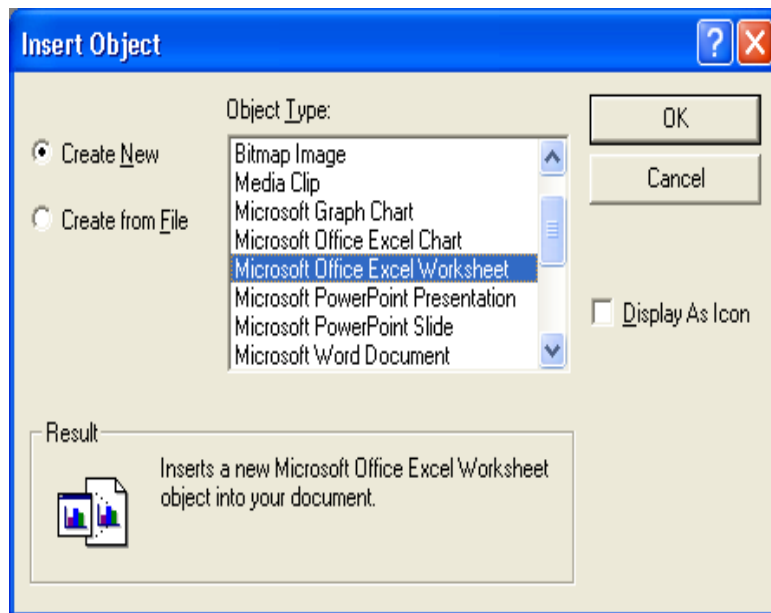 Insert Object
?
X
Object Type:
Create New
Create from File
Bitmap Image
Media Clip
Microsoft Graph Chart
Microsoft Office Excel Chart
Microsoft Office Excel Worksheet
Microsoft PowerPoint Presentation
Microsoft PowerPoint Slide
Microsoft Word Document
OK
Cancel
Display As Icon
Result
Inserts a new Microsoft Office Excel Worksheet
object into your document.